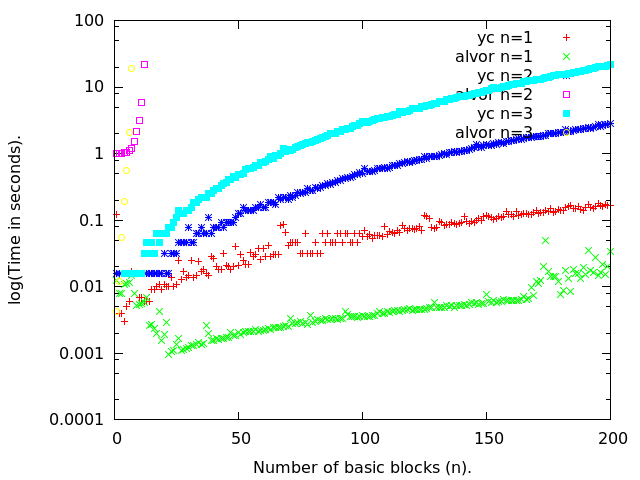 100
10
1
0.1
0.01
0.001
0.0001
log(Time in seconds).
yc n=1
alvor n=1
yc n=2
alvor n=2
yc n=3
alvor n=3
0
50
100
150
200
Number of basic blocks (n).